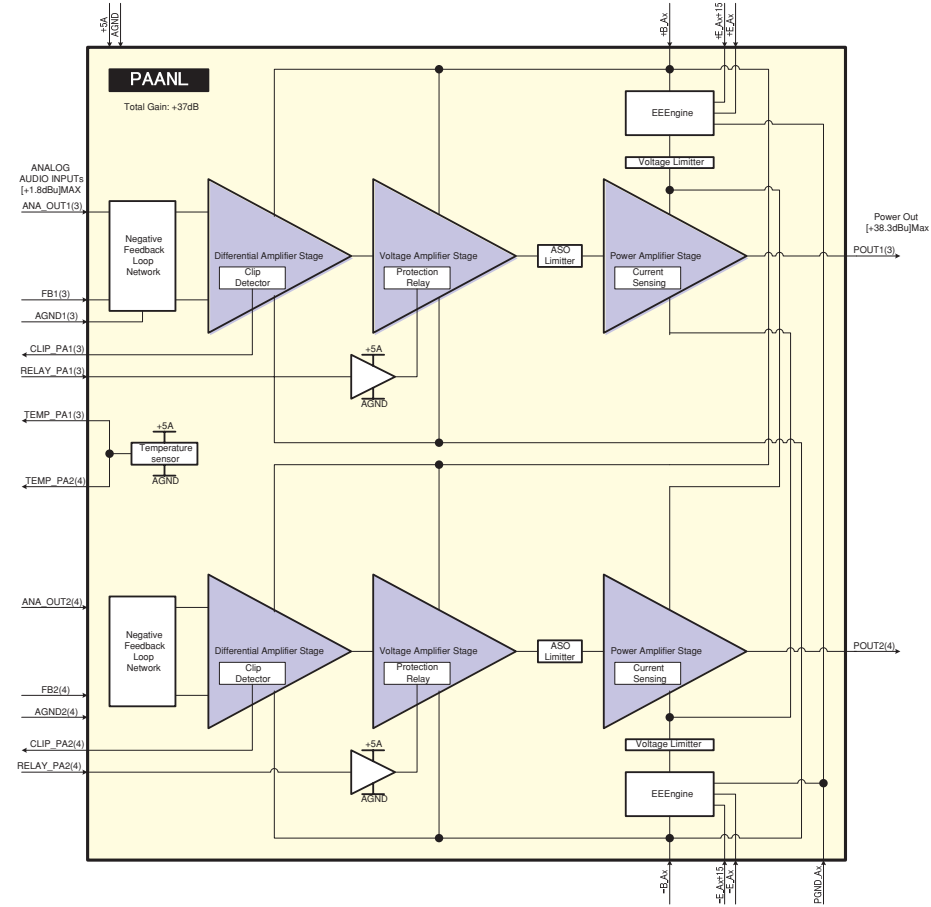 +5A
AGND
+B_Ax
+E_Ax+15
+E_Ax
PAANL
Total Gain: +37dB
EEEngine
Voltage Limitter
ANALOG
AUDIO INPUTs
[+1.8dBu]MAX
ANA_OUT1(3)
Negative
Feedback
Loop
Network
Differential Amplifier Stage
Clip
Detector
Voltage Amplifier Stage
Protection
Relay
ASO
Limitter
Power Amplifier Stage
Current
Sensing
Power Out
[+38.3dBu]Max
POUT1(3)
FB1(3)
AGND1(3)
CLIP_PA1(3)
RELAY_PA1(3)
+5A
AGND
TEMP_PA1(3)
+5A
Temperature
sensor
AGND
TEMP_PA2(4)
ANA_OUT2(4)
Negative
Feedback
Loop
Network
Differential Amplifier Stage
Clip
Detector
Voltage Amplifier Stage
Protection
Relay
ASO
Limitter
Power Amplifier Stage
Current
Sensing
POUT2(4)
FB2(4)
AGND2(4)
CLIP_PA2(4)
RELAY_PA2(4)
+5A
AGND
Voltage Limitter
EEEngine
-B_Ax
-E_Ax+15
-E_Ax
PGND_Ax